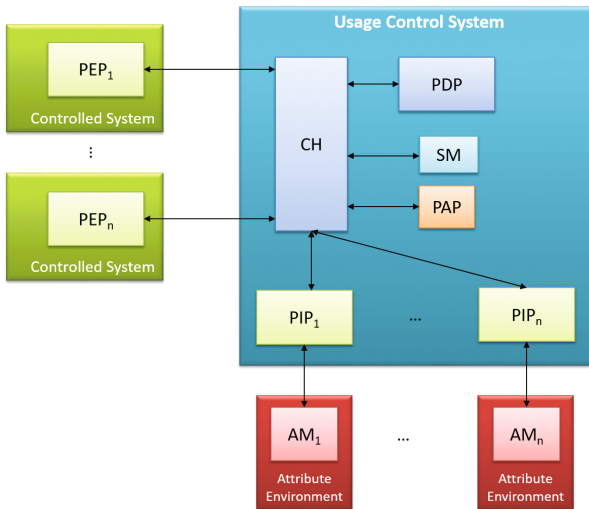 Usage Control System
PEP₁
Controlled System
⋮
PEPₙ
Controlled System
CH
PDP
SM
PAP
PIP₁
...
PIPₙ
AM₁
Attribute
Environment
...
AMₙ
Attribute
Environment